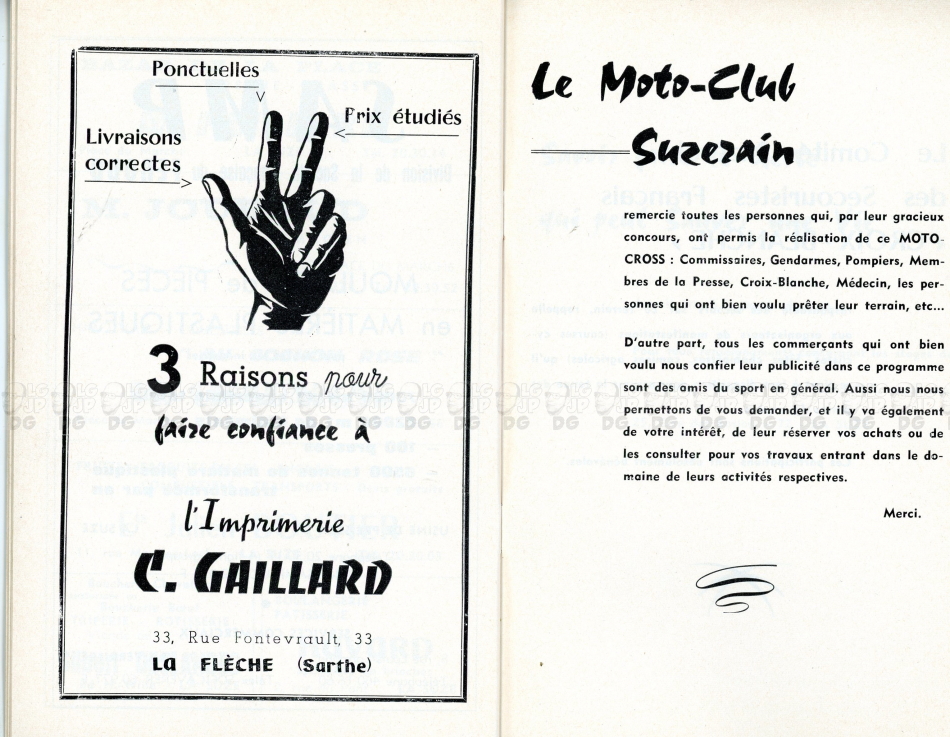 Ponctuelles
Prix étudiés
Livraisons
correctes
3 Raisons pour
faire confiance à
l'Imprimerie
C. GAILLARD
33, Rue Fontevrault, 33
La FLÈCHE (Sarthe)
Le Moto-Club
Suzerain
remercie toutes les personnes qui, par leur gracieux
concours, ont permis la réalisation de ce MOTO-
CROSS : Commissaires, Gendarmes, Pompiers, Mem-
bres de la Presse, Croix-Blanche, Médecin, les per-
sonnes qui ont bien voulu prêter leur terrain, etc...
D'autre part, tous les commerçants qui ont bien
voulu nous confier leur publicité dans ce programme
sont des amis du sport en général. Aussi nous nous
permettons de vous demander, et il y va également
de votre intérêt, de leur réserver vos achats ou de
les consulter pour vos travaux entrant dans le do-
maine de leurs activités respectives.
Merci.